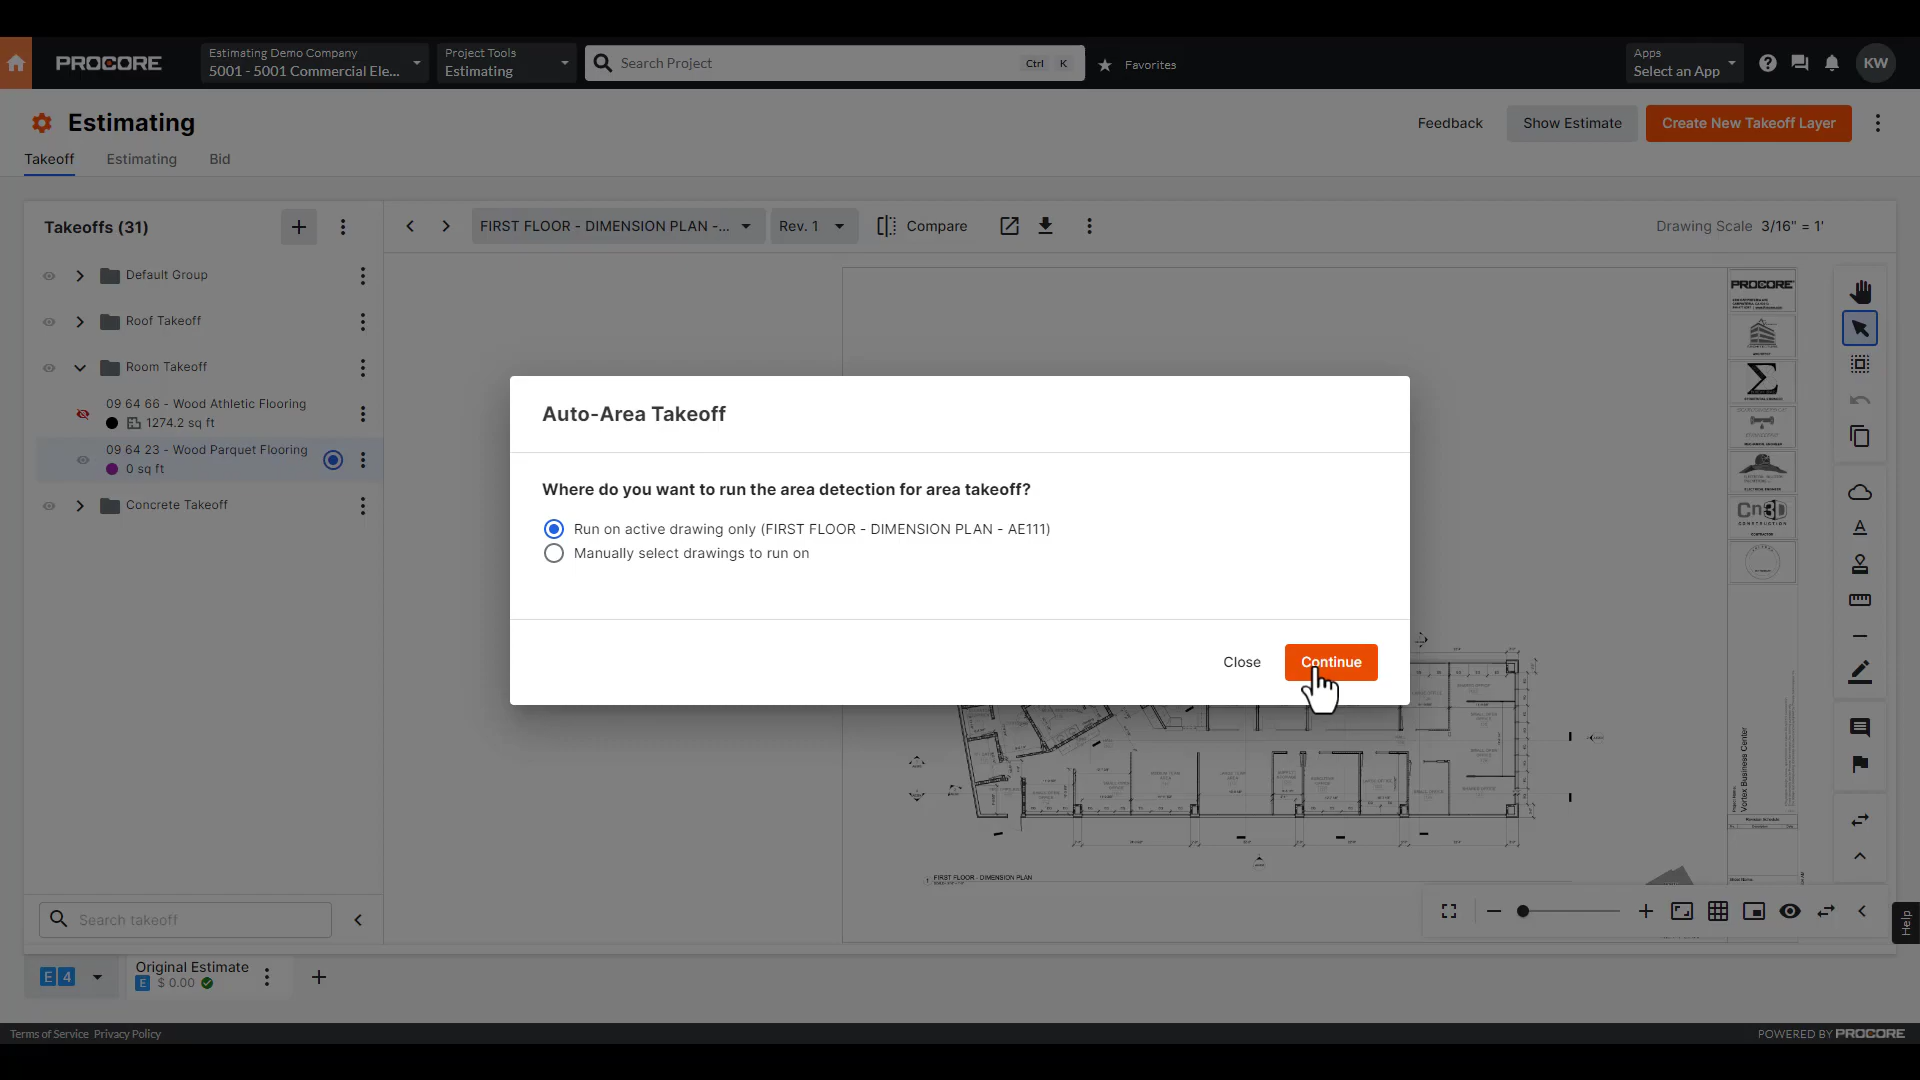 PROCORE
Estimating Demo Company
5001 - 5001 Commercial Ele...
Project Tools
Estimating
Search Project
Ctrl K
Favorites
Apps
Select an App
KW
Estimating
Feedback
Show Estimate
Create New Takeoff Layer
Takeoff
Estimating
Bid
Takeoffs (31)
FIRST FLOOR - DIMENSION PLAN -...
Rev. 1
Compare
Drawing Scale 3/16" = 1'
Default Group
Roof Takeoff
Room Takeoff
09 64 66 - Wood Athletic Flooring
1274.2 sq ft
09 64 23 - Wood Parquet Flooring
0 sq ft
Concrete Takeoff
PROCORE
Cn3D
CONSTRUCTION
Vortex Business Center
Auto-Area Takeoff
Where do you want to run the area detection for area takeoff?
Run on active drawing only (FIRST FLOOR - DIMENSION PLAN - AE111)
Manually select drawings to run on
Close
Continue
FIRST FLOOR - DIMENSION PLAN
Search takeoff
Help
E 4
Original Estimate
E $ 0.00
Terms of Service Privacy Policy
POWERED BY PROCORE